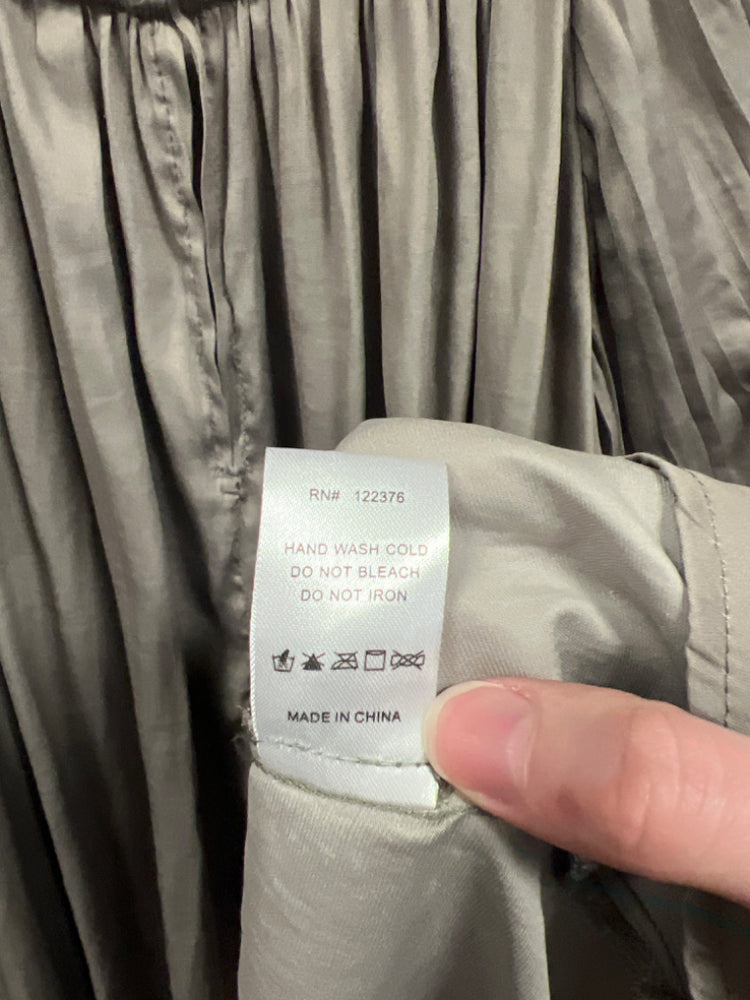 RN# 122376
HAND WASH COLD
DO NOT BLEACH
DO NOT IRON
MADE IN CHINA